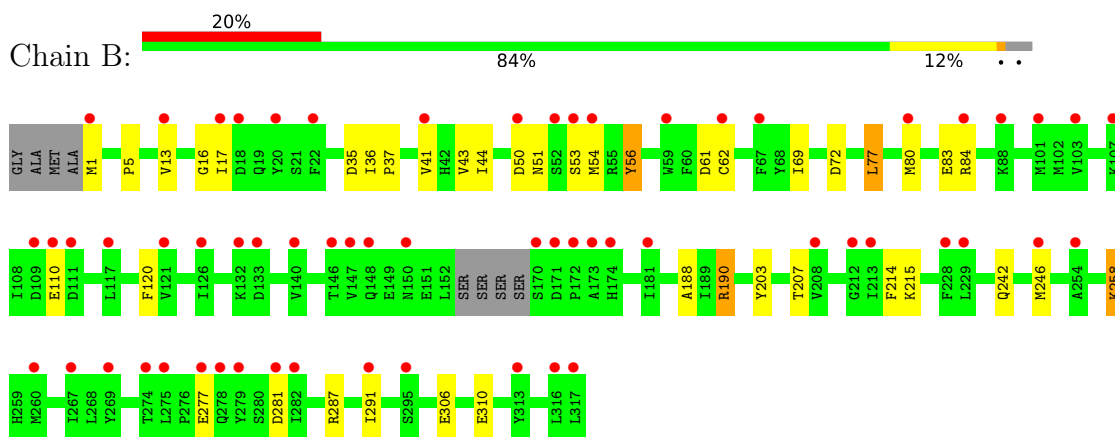 20%
Chain B:
84% 12% • •
GLY ALA MET ALA M1 P5 V13 G16 I17 D18 Q19 Y20 S21 F22 D35 I36 P37 V41 H42 V43 I44 D50 N51 S52 S53 M54 R55 Y56 W59 F60 D61 C62 F67 Y68 I69 D72 L77 M80 E83 R84 K88 M101 M102 V103 K107
I108 D109 E110 D111 L117 F120 V121 I126 K132 D133 V140 T146 V147 Q148 E149 N150 E151 L152 SER SER SER SER S170 D171 P172 A173 H174 I181 A188 I189 R190 Y203 T207 V208 G212 I213 F214 K215 F228 L229 Q242 M246 A254 K258
H259 M260 I267 L268 Y269 T274 L275 P276 E277 Q278 Y279 S280 D281 I282 R287 I291 S295 E306 E310 Y313 L316 L317